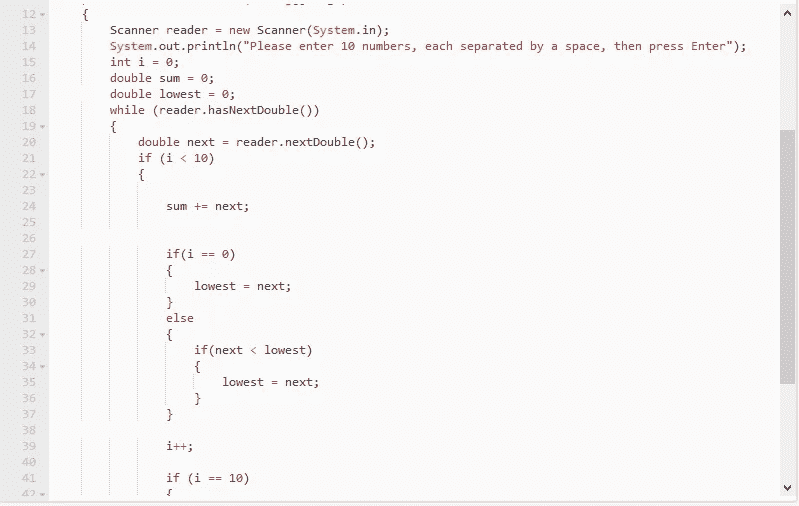 12 {
13 Scanner reader = new Scanner(System.in);
14 System.out.println("Please enter 10 numbers, each separated by a space, then press Enter");
15 int i = 0;
16 double sum = 0;
17 double lowest = 0;
18 while (reader.hasNextDouble())
19 {
20 double next = reader.nextDouble();
21 if (i < 10)
22 {
23
24 sum += next;
25
26
27 if(i == 0)
28 {
29 lowest = next;
30 }
31 else
32 {
33 if(next < lowest)
34 {
35 lowest = next;
36 }
37 }
38
39 i++;
40
41 if (i == 10)
42 {